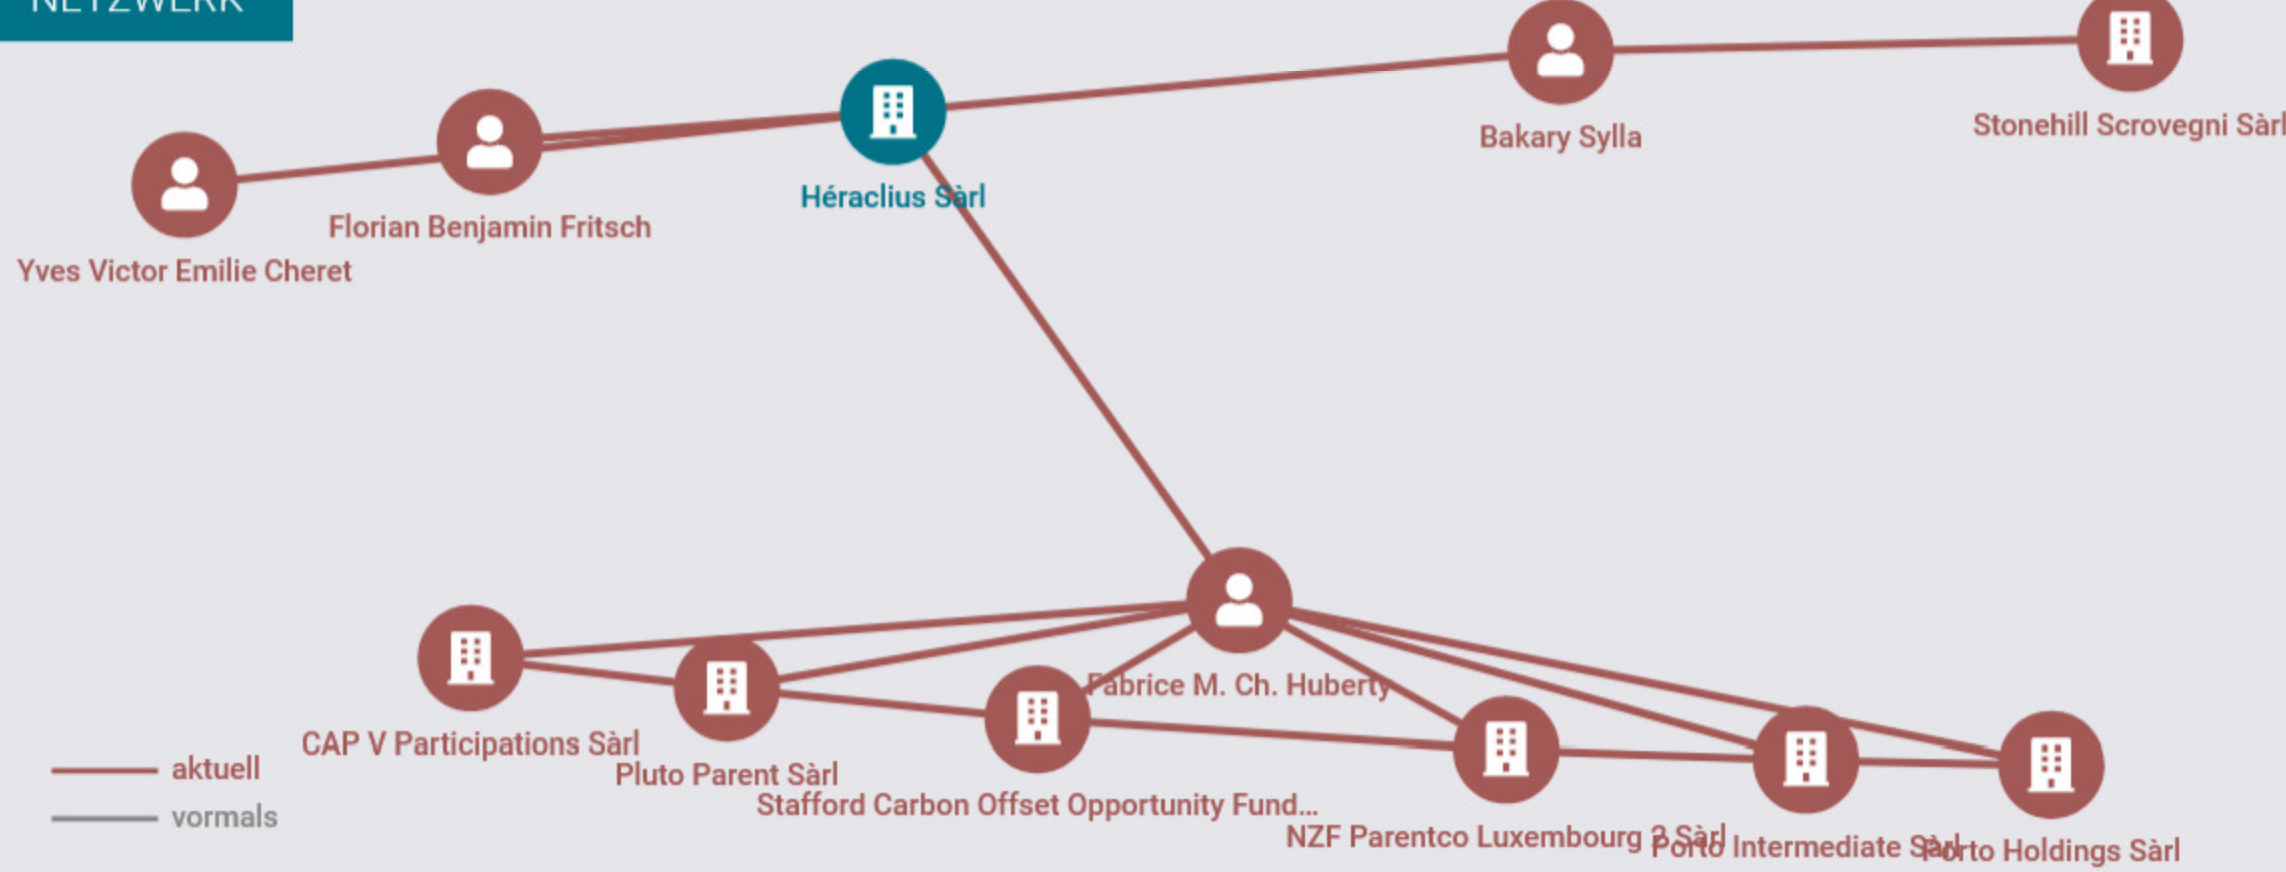 NETZWERK
Bakary Sylla
Stonehill Scrovegni Sàrl
Héraclius Sàrl
Florian Benjamin Fritsch
Yves Victor Emilie Cheret
Fabrice M. Ch. Huberty
CAP V Participations Sàrl
aktuell
Pluto Parent Sàrl
Stafford Carbon Offset Opportunity Fund...
vormals
NZF Parentco Luxembourg 2 Sàrl
Porto Intermediate Sàrl
Porto Holdings Sàrl